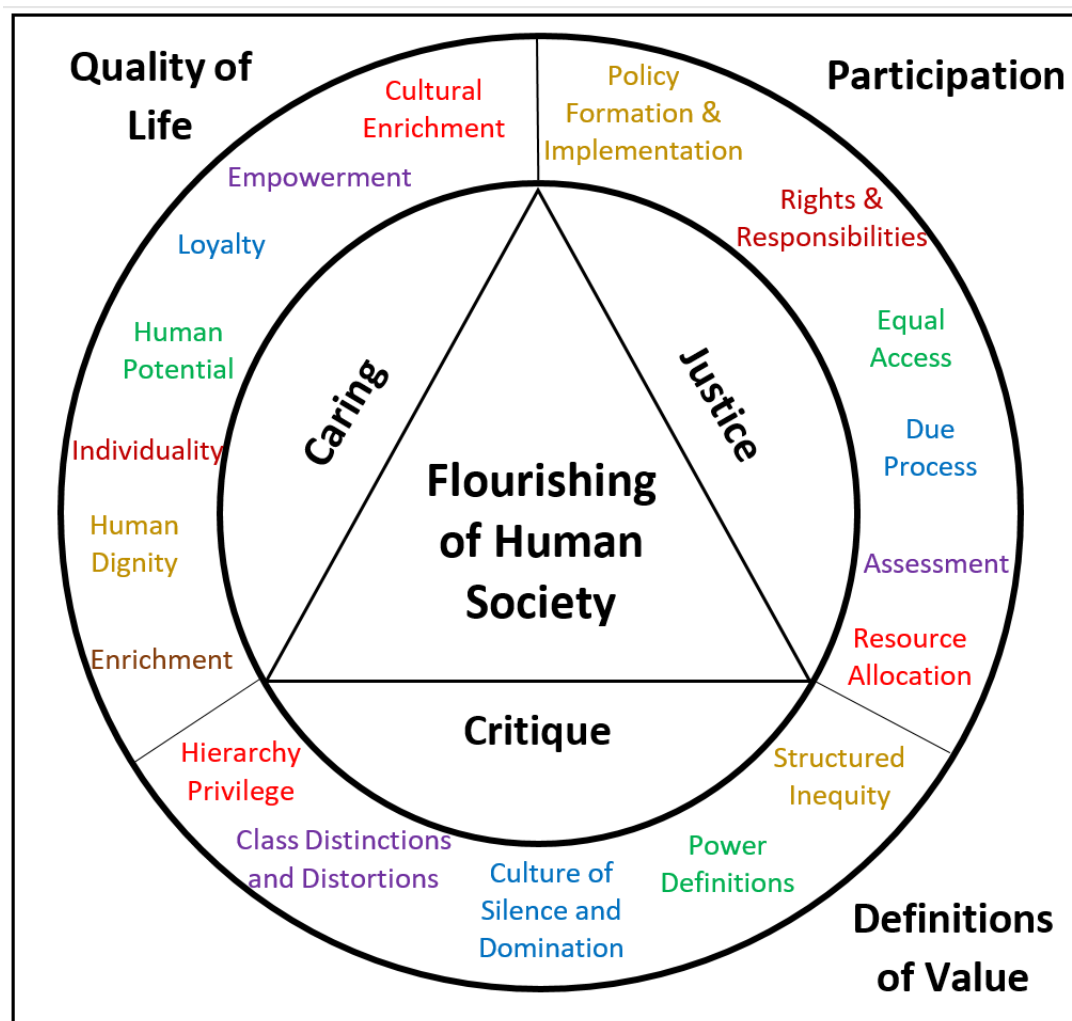 Quality of
Life
Participation
Cultural
Enrichment
Empowerment
Loyalty
Human
Potential
Individuality
Human
Dignity
Enrichment
Policy
Formation &
Implementation
Rights &
Responsibilities
Equal
Access
Due
Process
Assessment
Resource
Allocation
Caring
Justice
Flourishing
of Human
Society
Critique
Hierarchy
Privilege
Class Distinctions
and Distortions
Culture of
Silence and
Domination
Power
Definitions
Structured
Inequity
Definitions
of Value